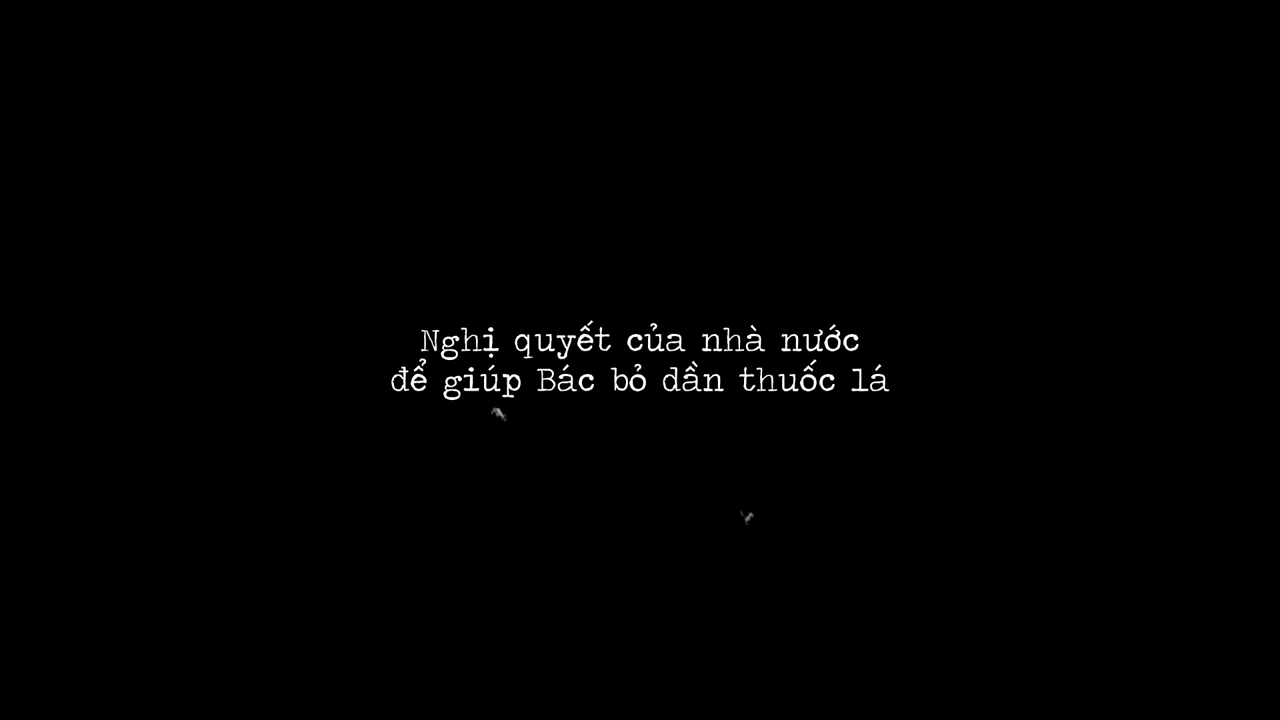 Nghị quyết của nhà nước
để giúp Bác bỏ dần thuốc lá